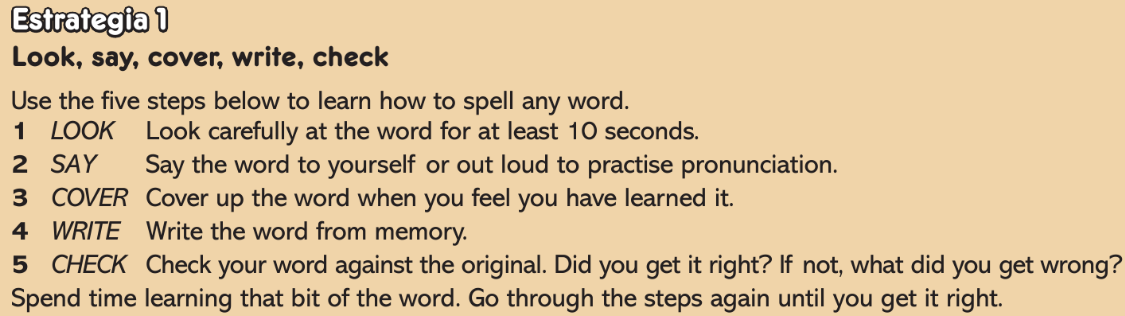 Estrategia 1
Look, say, cover, write, check
Use the five steps below to learn how to spell any word.
1 LOOK Look carefully at the word for at least 10 seconds.
2 SAY Say the word to yourself or out loud to practise pronunciation.
3 COVER Cover up the word when you feel you have learned it.
4 WRITE Write the word from memory.
5 CHECK Check your word against the original. Did you get it right? If not, what did you get wrong?
Spend time learning that bit of the word. Go through the steps again until you get it right.